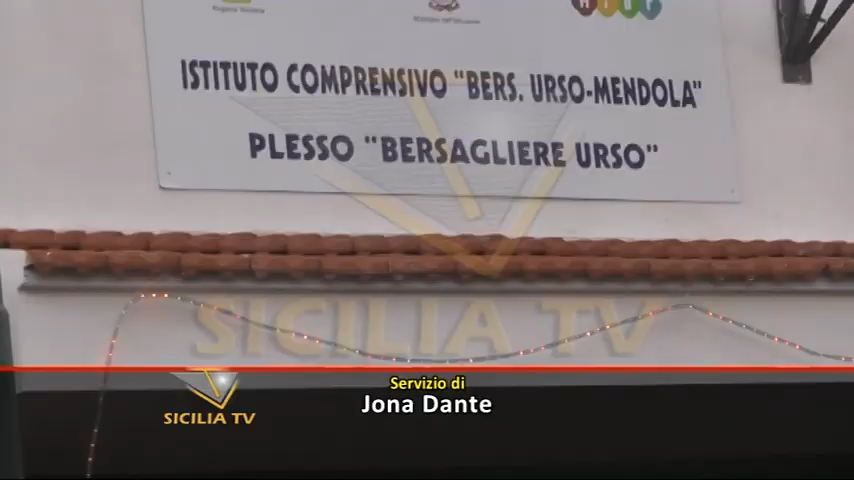 ISTITUTO COMPRENSIVO "BERS. URSO-MENDOLA"
PLESSO "BERSAGLIERE URSO"
SICILIA TV
Servizio di
Jona Dante
SICILIA TV